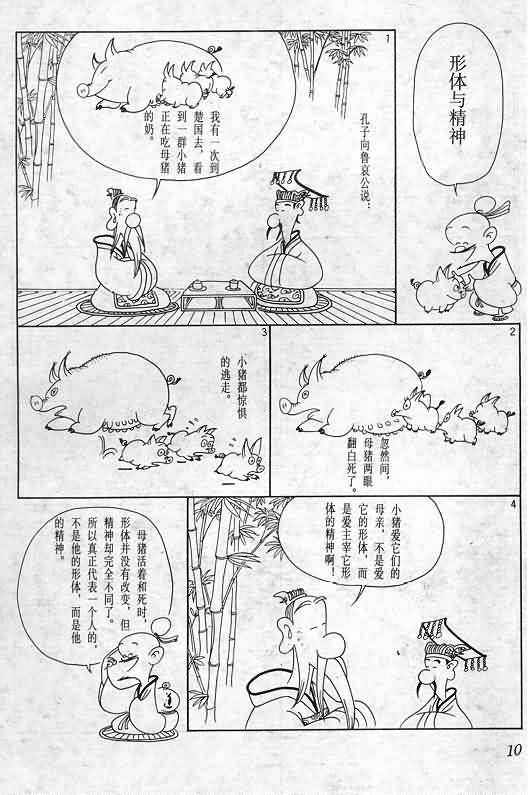 形体与精神
1
孔子向鲁哀公说：
我有一次到
楚国去，看
到一群小猪
正在吃母猪
的奶。
2
忽然间，
母猪两眼
翻白死了。
3
小猪都惊惧
的逃走。
4
小猪爱它们的
母亲，不是爱
它的形体，而
是爱主宰它形
体的精神啊！
母猪活着和死时，
形体并没有改变，但
精神却完全不同了。
所以真正代表一个人的，
不是他的形体，而是他
的精神。
道
10